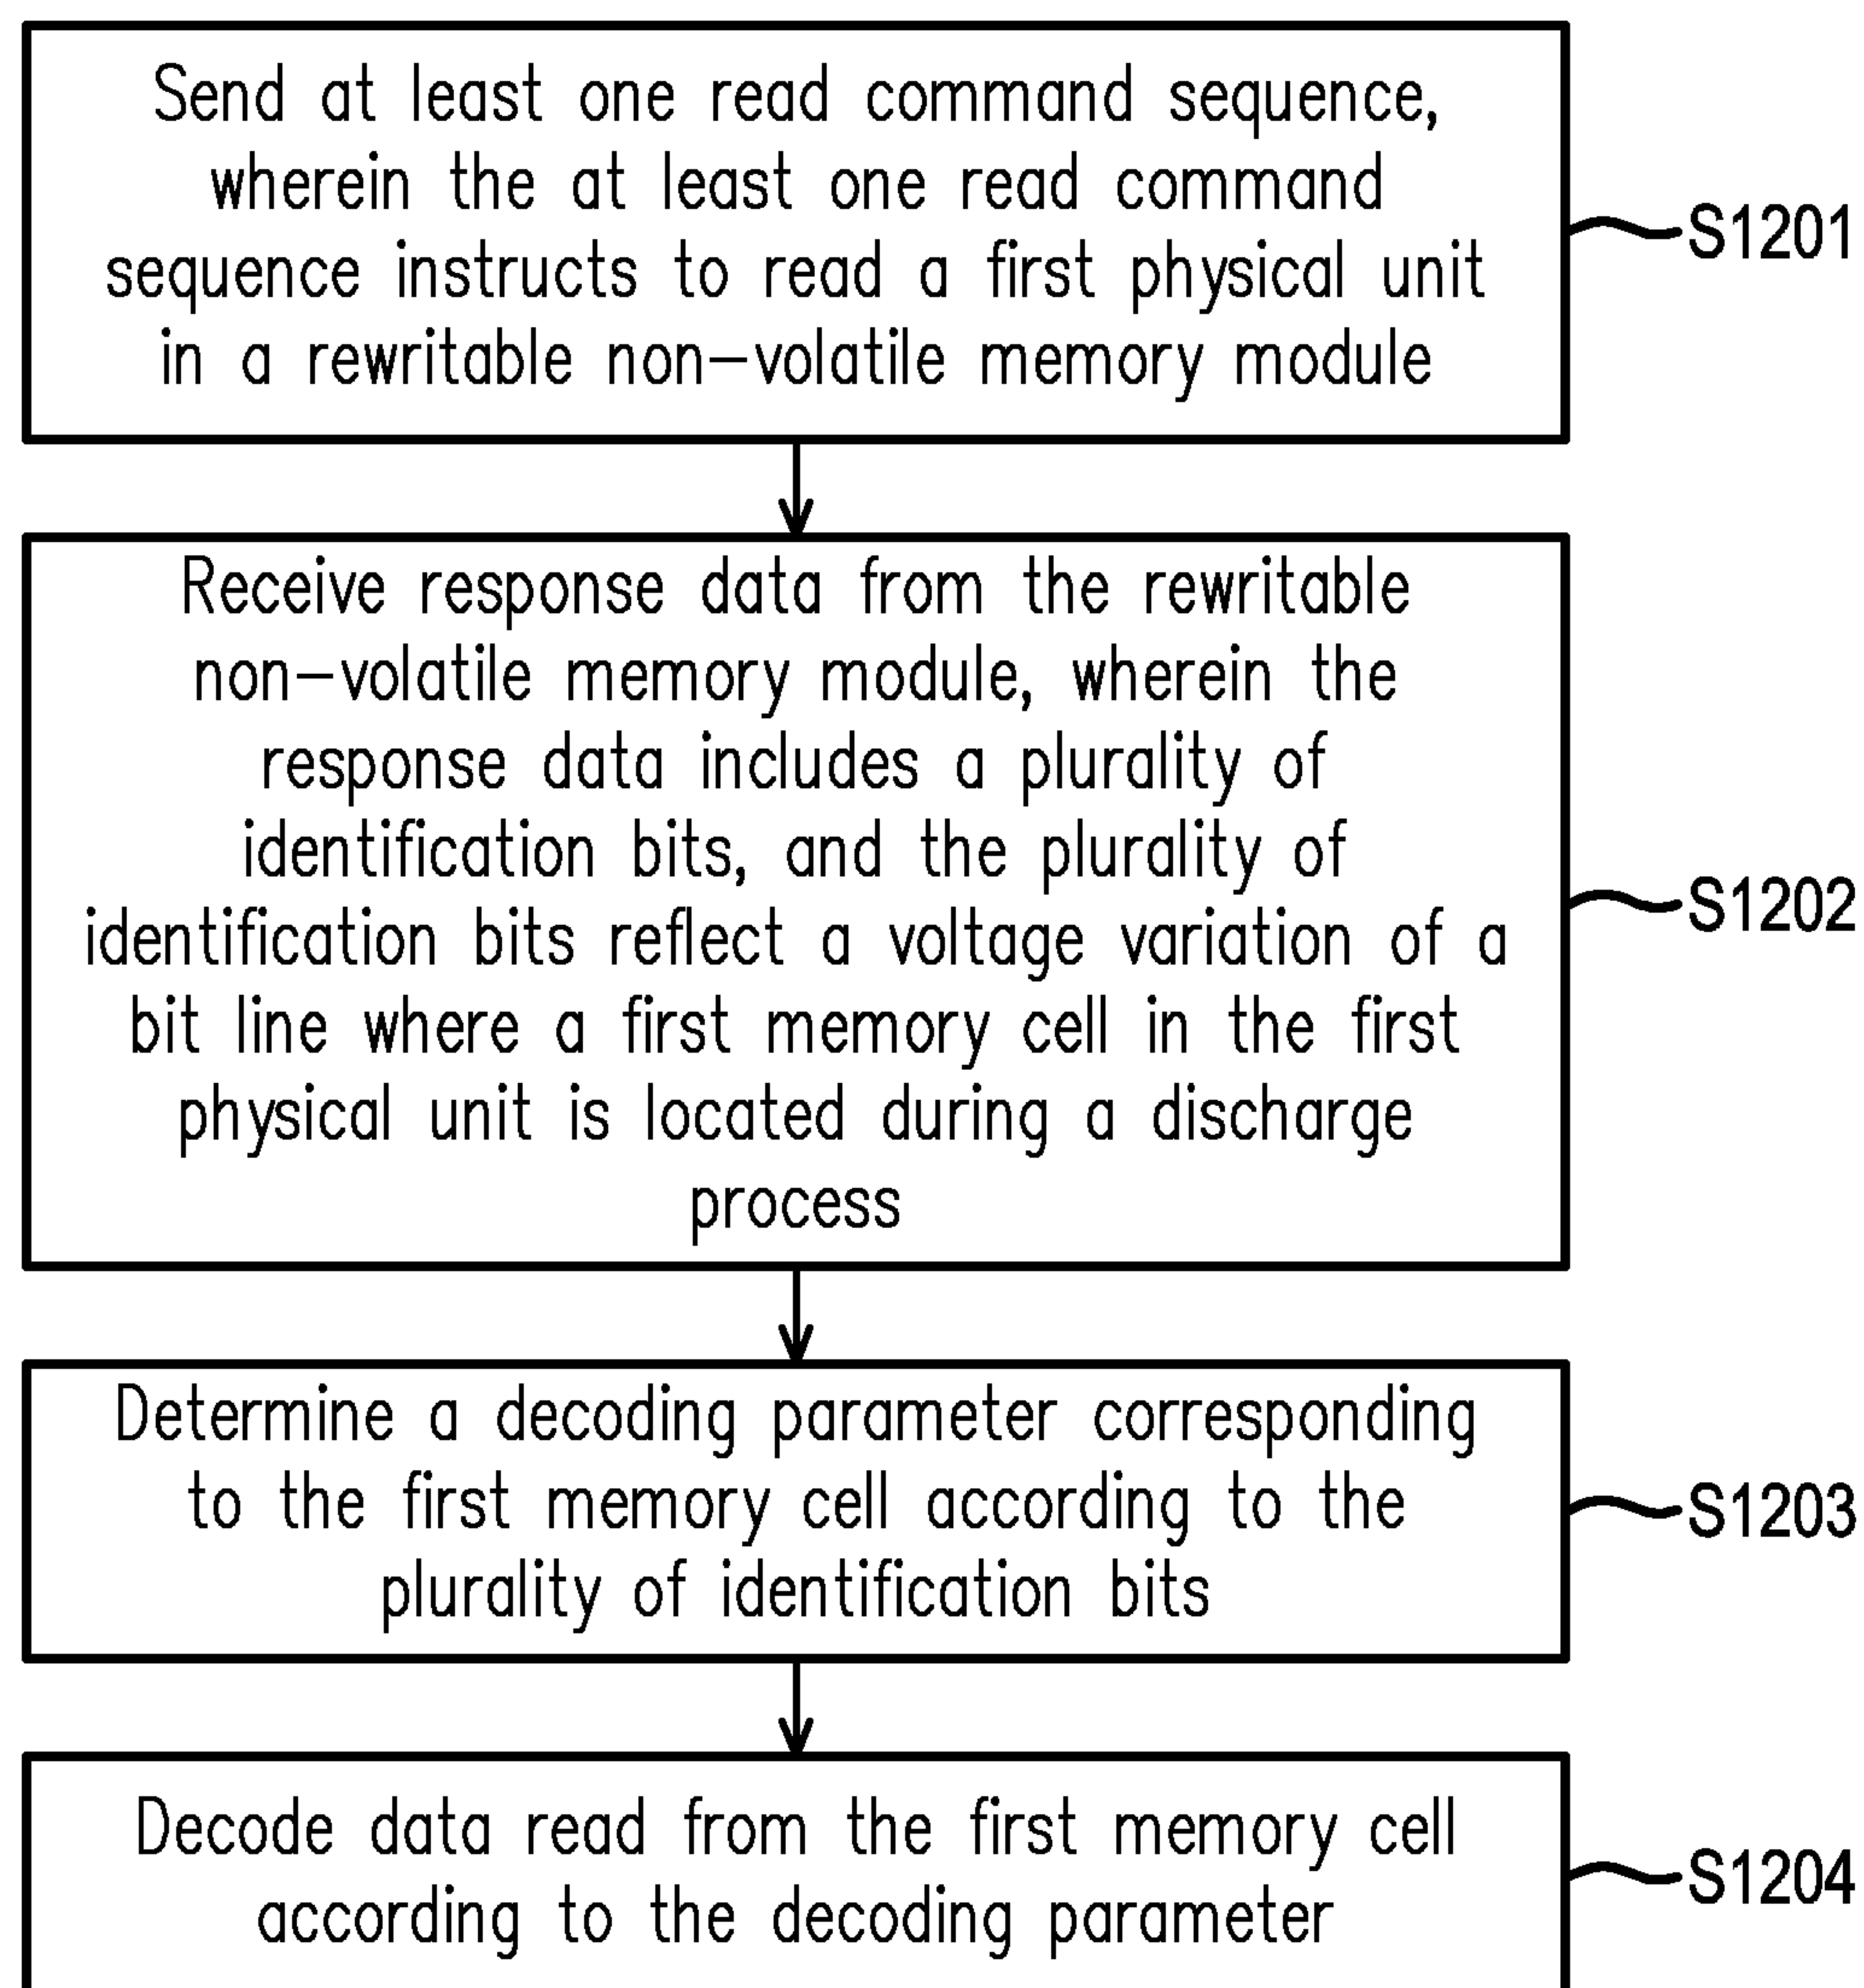 Send at least one read command sequence,
wherein the at least one read command
sequence instructs to read a first physical unit
in a rewritable non-volatile memory module
S1201
Receive response data from the rewritable
non-volatile memory module, wherein the
response data includes a plurality of
identification bits, and the plurality of
identification bits reflect a voltage variation of a
bit line where a first memory cell in the first
physical unit is located during a discharge
process
S1202
Determine a decoding parameter corresponding
to the first memory cell according to the
plurality of identification bits
S1203
Decode data read from the first memory cell
according to the decoding parameter
S1204